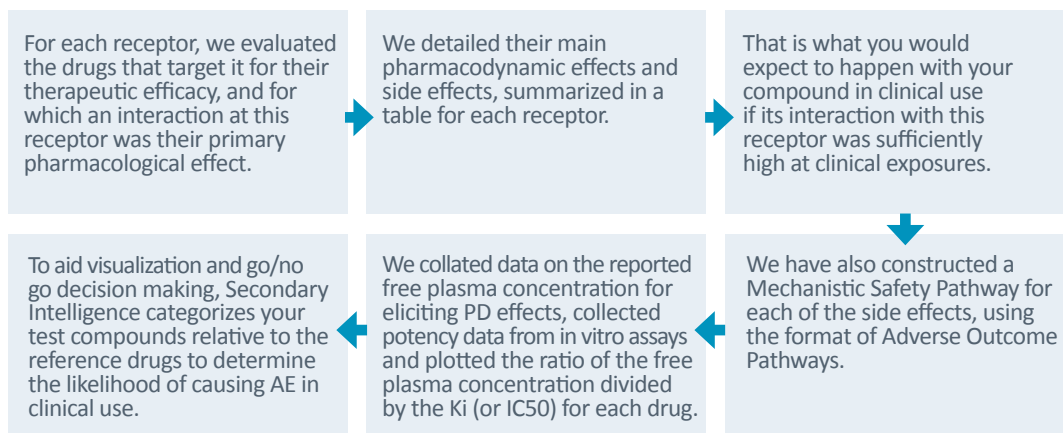 For each receptor, we evaluated
the drugs that target it for their
therapeutic efficacy, and for
which an interaction at this
receptor was their primary
pharmacological effect.
We detailed their main
pharmacodynamic effects and
side effects, summarized in a
table for each receptor.
That is what you would
expect to happen with your
compound in clinical use
if its interaction with this
receptor was sufficiently
high at clinical exposures.
We have also constructed a
Mechanistic Safety Pathway for
each of the side effects, using
the format of Adverse Outcome
Pathways.
We collated data on the reported
free plasma concentration for
eliciting PD effects, collected
potency data from in vitro assays
and plotted the ratio of the free
plasma concentration divided
by the Ki (or IC50) for each drug.
To aid visualization and go/no
go decision making, Secondary
Intelligence categorizes your
test compounds relative to the
reference drugs to determine
the likelihood of causing AE in
clinical use.